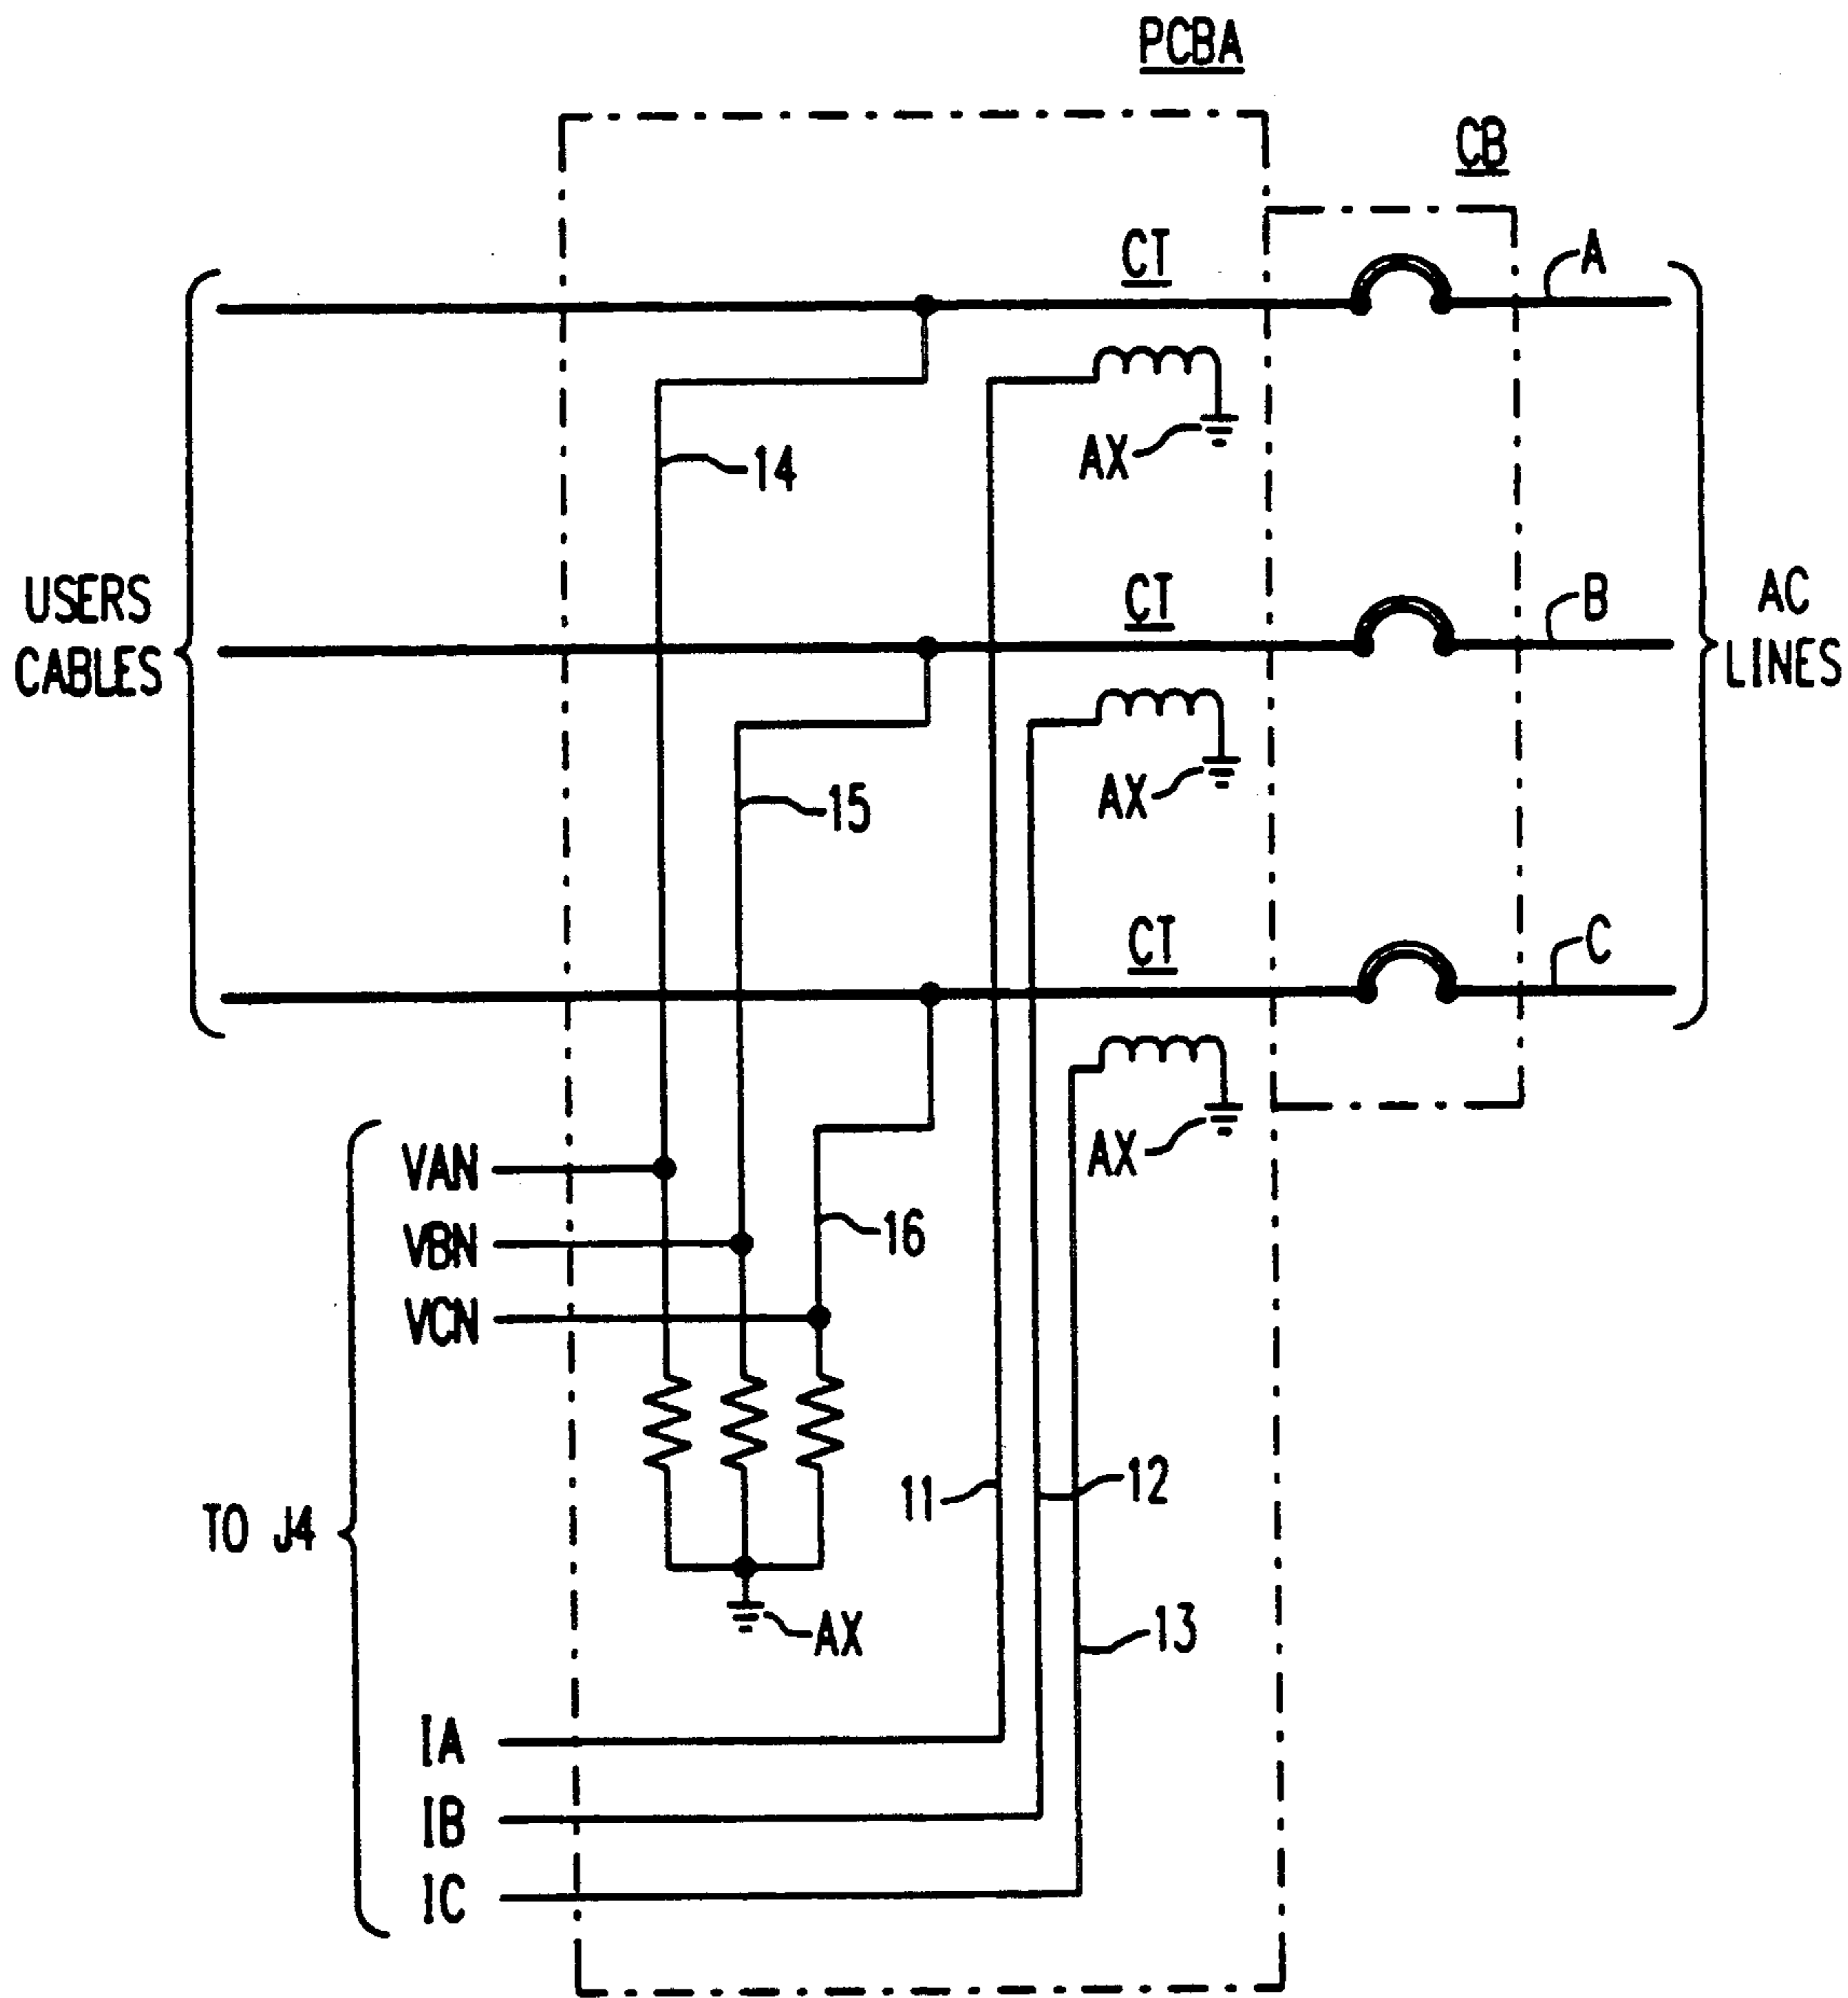 PCBA
CB
CT
A
AX
14
USERS
CABLES
CT
B
AC
LINES
AX
15
CT
C
AX
VAN
VBN
16
VCN
11
12
TO J4
AX
13
IA
IB
IC